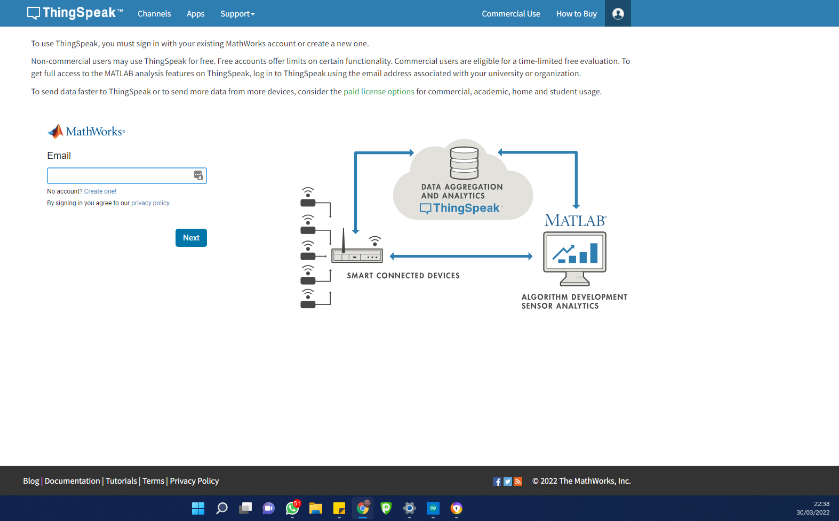 ThingSpeak™ Channels Apps Support Commercial Use How to Buy
To use ThingSpeak, you must sign in with your existing MathWorks account or create a new one.
Non-commercial users may use ThingSpeak for free. Free accounts offer limits on certain functionality. Commercial users are eligible for a time-limited free evaluation. To
get full access to the MATLAB analysis features on ThingSpeak, log in to ThingSpeak using the email address associated with your university or organization.
To send data faster to ThingSpeak or to send more data from more devices, consider the paid license options for commercial, academic, home and student usage.
MathWorks®
Email
No account? Create one!
By signing in you agree to our privacy policy
Next
DATA AGGREGATION
AND ANALYTICS
ThingSpeak
MATLAB®
SMART CONNECTED DEVICES
ALGORITHM DEVELOPMENT
SENSOR ANALYTICS
Blog | Documentation | Tutorials | Terms | Privacy Policy © 2022 The MathWorks, Inc.
51
22:38
30/03/2022